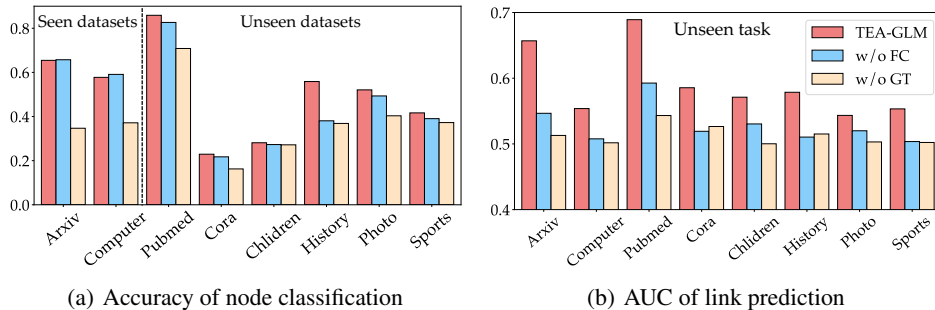 Seen datasets
Unseen datasets
0.8
0.6
0.4
0.2
0.0
Arxiv
Computer
Pubmed
Cora
Chlidren
History
Photo
Sports
(a) Accuracy of node classification
Unseen task
TEA-GLM
w/o FC
w/o GT
0.7
0.6
0.5
0.4
Arxiv
Computer
Pubmed
Cora
Chlidren
History
Photo
Sports
(b) AUC of link prediction